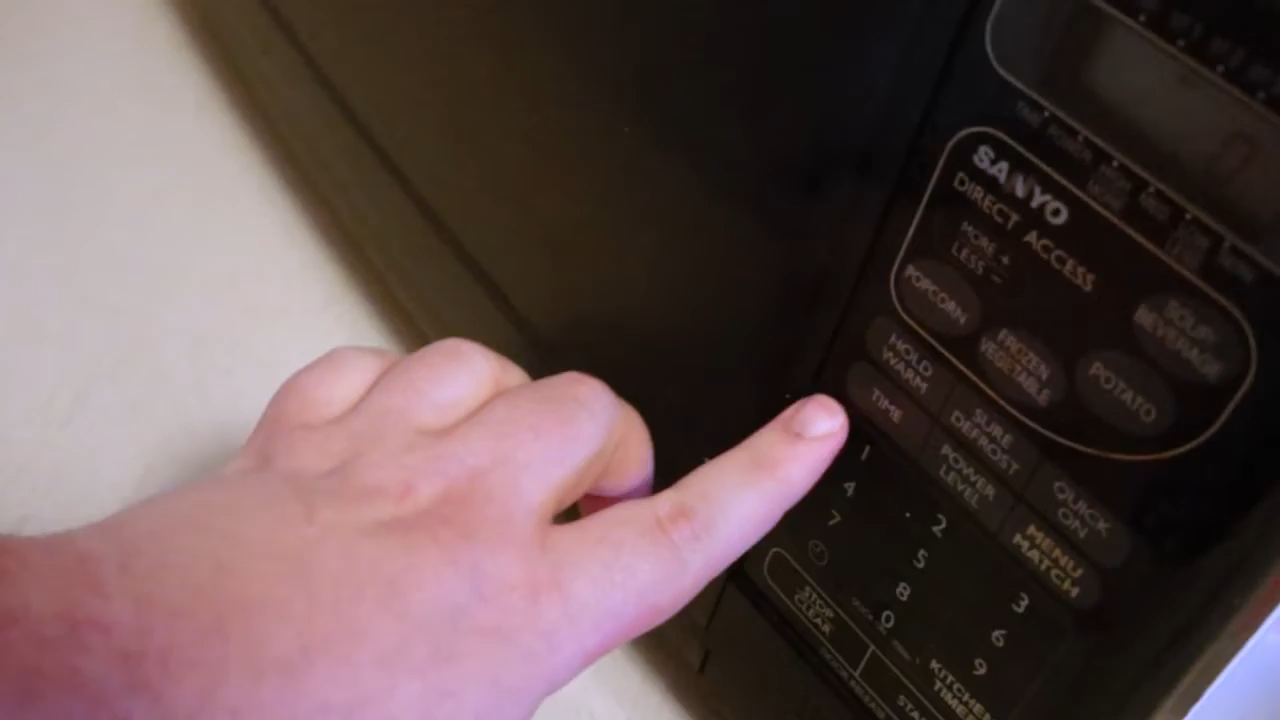 SANYO
DIRECT ACCESS
MORE +
LESS -
POPCORN
FROZEN
VEGETABLE
POTATO
SOUP
BEVERAGE
HOLD
WARM
SURE
DEFROST
QUICK
ON
TIME
POWER
LEVEL
MENU
MATCH
1
2
3
4
5
6
7
8
9
0
KITCHEN
TIMER
STOP
CLEAR